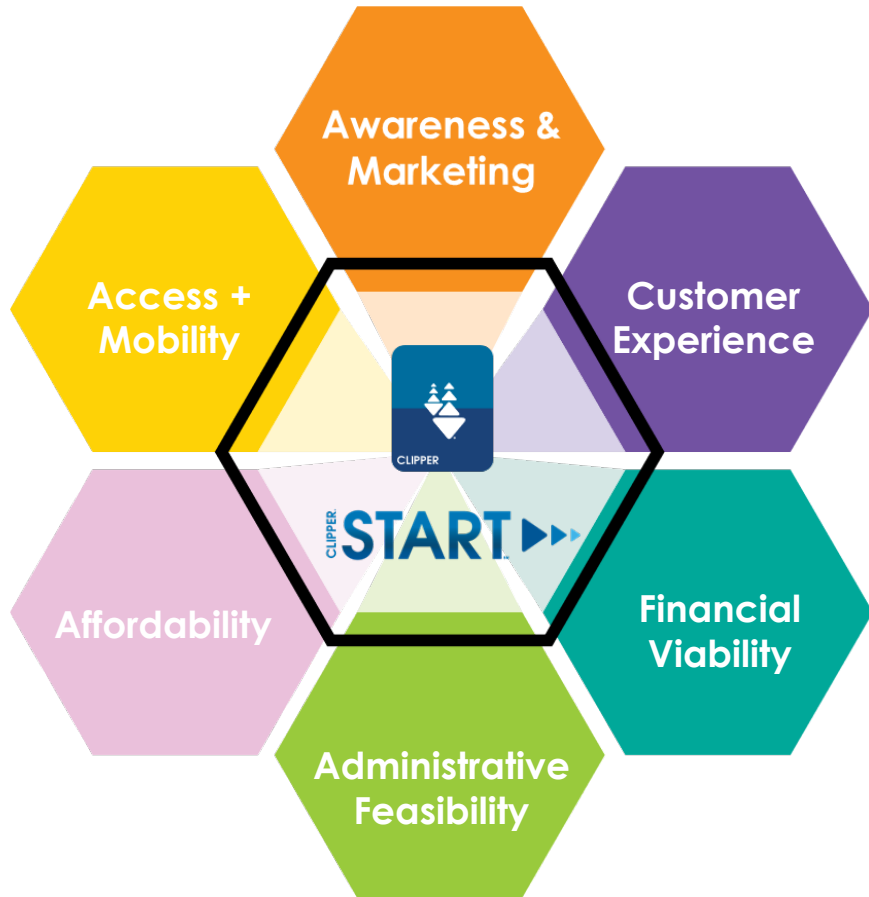 Awareness &
Marketing
Access +
Mobility
Customer
Experience
CLIPPER
CLIPPER
START
Affordability
Financial
Viability
Administrative
Feasibility